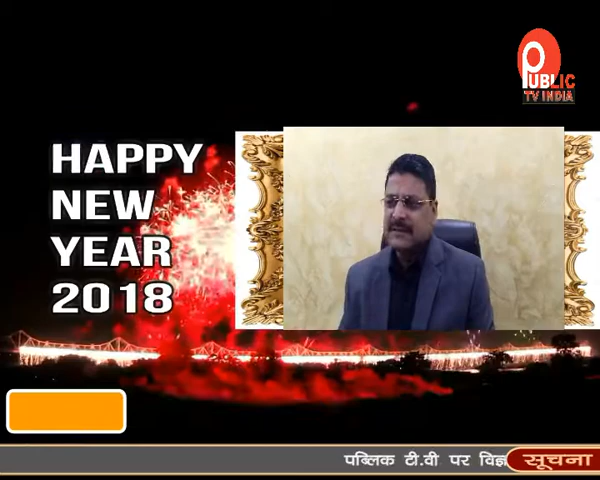 PUBLIC
TV INDIA
HAPPY
NEW
YEAR
2018
पब्लिक टी.वी पर विज्ञ
सूचना